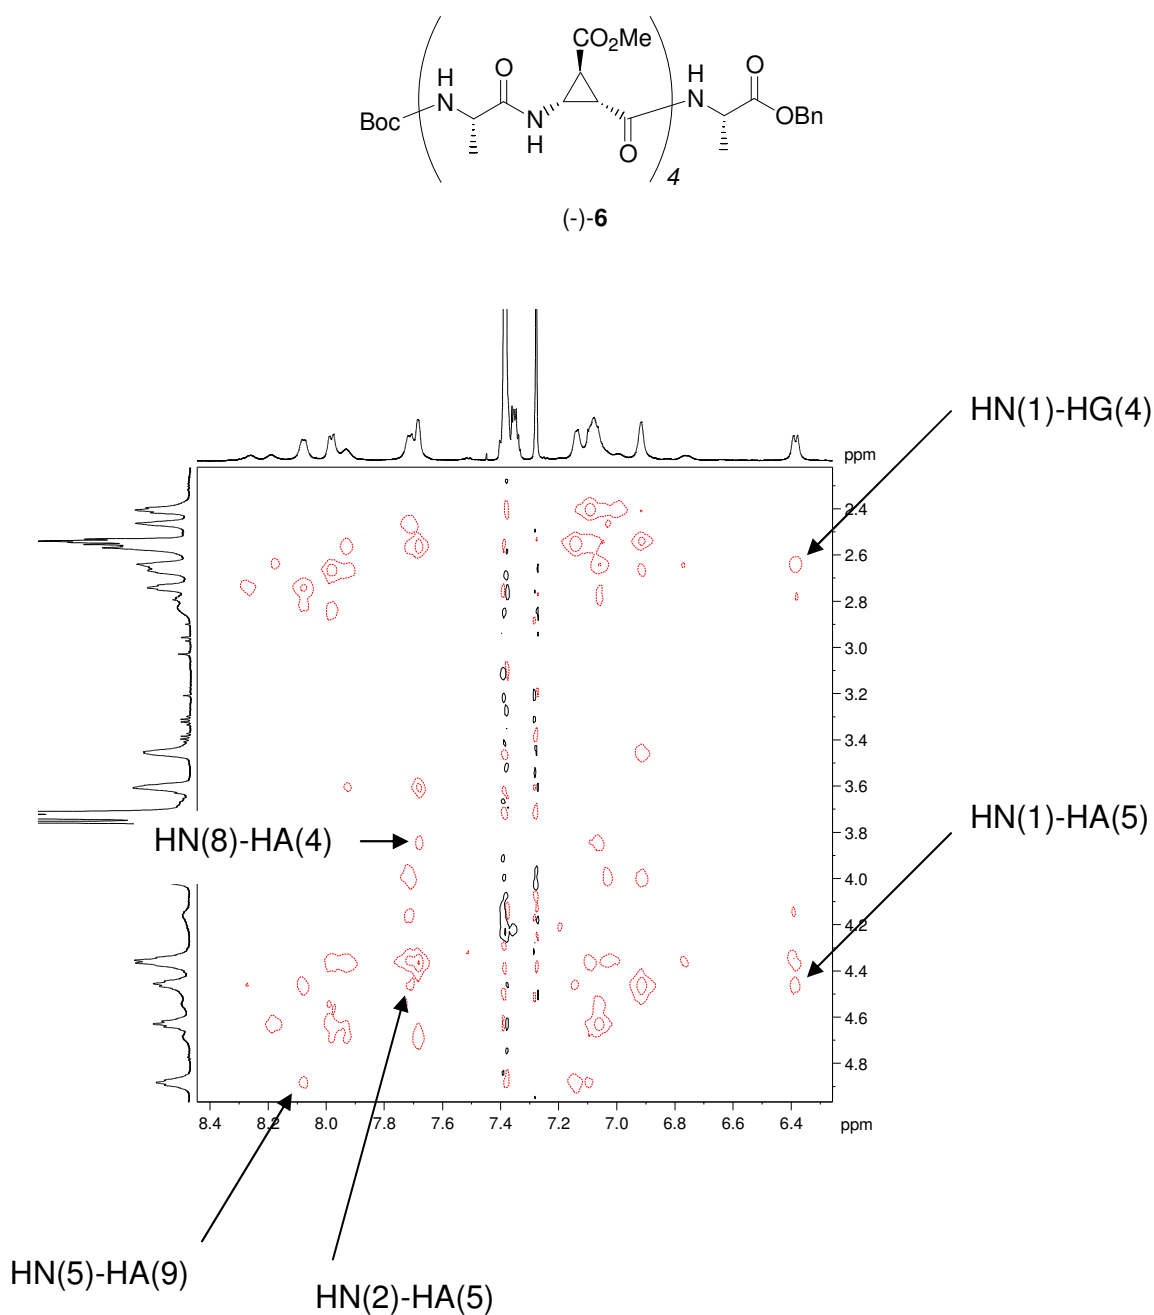 CO2Me
H
N
O
N
H
O
H
N
O
OBn
Boc
4
(-)-6
ppm
2.4
2.6
2.8
3.0
3.2
3.4
3.6
3.8
4.0
4.2
4.4
4.6
4.8
8.4 8.2 8.0 7.8 7.6 7.4 7.2 7.0 6.8 6.6 6.4 ppm
HN(1)-HG(4)
HN(8)-HA(4)
HN(1)-HA(5)
HN(5)-HA(9)
HN(2)-HA(5)